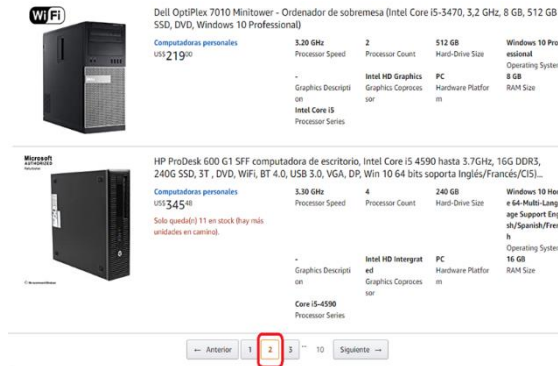 WiFi
Dell OptiPlex 7010 Minitower - Ordenador de sobremesa (Intel Core i5-3470, 3,2 GHz, 8 GB, 512 GB
SSD, DVD, Windows 10 Professional)
Computadoras personales
US$219⁰⁰
3.20 GHz
Processor Speed
2
Processor Count
512 GB
Hard-Drive Size
Windows 10 Pro
essional
Operating System
-
Graphics Descripti
on
Intel HD Graphics
Graphics Coproces
sor
PC
Hardware Platfor
m
8 GB
RAM Size
Intel Core i5
Processor Series
Microsoft
AUTHORIZED
HP ProDesk 600 G1 SFF computadora de escritorio, Intel Core i5 4590 hasta 3.7GHz, 16G DDR3,
240G SSD, 3T , DVD, WiFi, BT 4.0, USB 3.0, VGA, DP, Win 10 64 bits soporta Inglés/Francés/CI5)...
Computadoras personales
US$345⁴⁸
Solo queda(n) 11 en stock (hay más
unidades en camino).
3.30 GHz
Processor Speed
4
Processor Count
240 GB
Hard-Drive Size
Windows 10 Hom
e 64-Multi-Lang
age Support Eng
sh/Spanish/Fren
h
Operating System
-
Graphics Descripti
on
Intel HD Intergrat
ed
Graphics Coproces
sor
PC
Hardware Platfor
m
16 GB
RAM Size
Core i5-4590
Processor Series
← Anterior 1 2 3 ... 10 Siguiente →